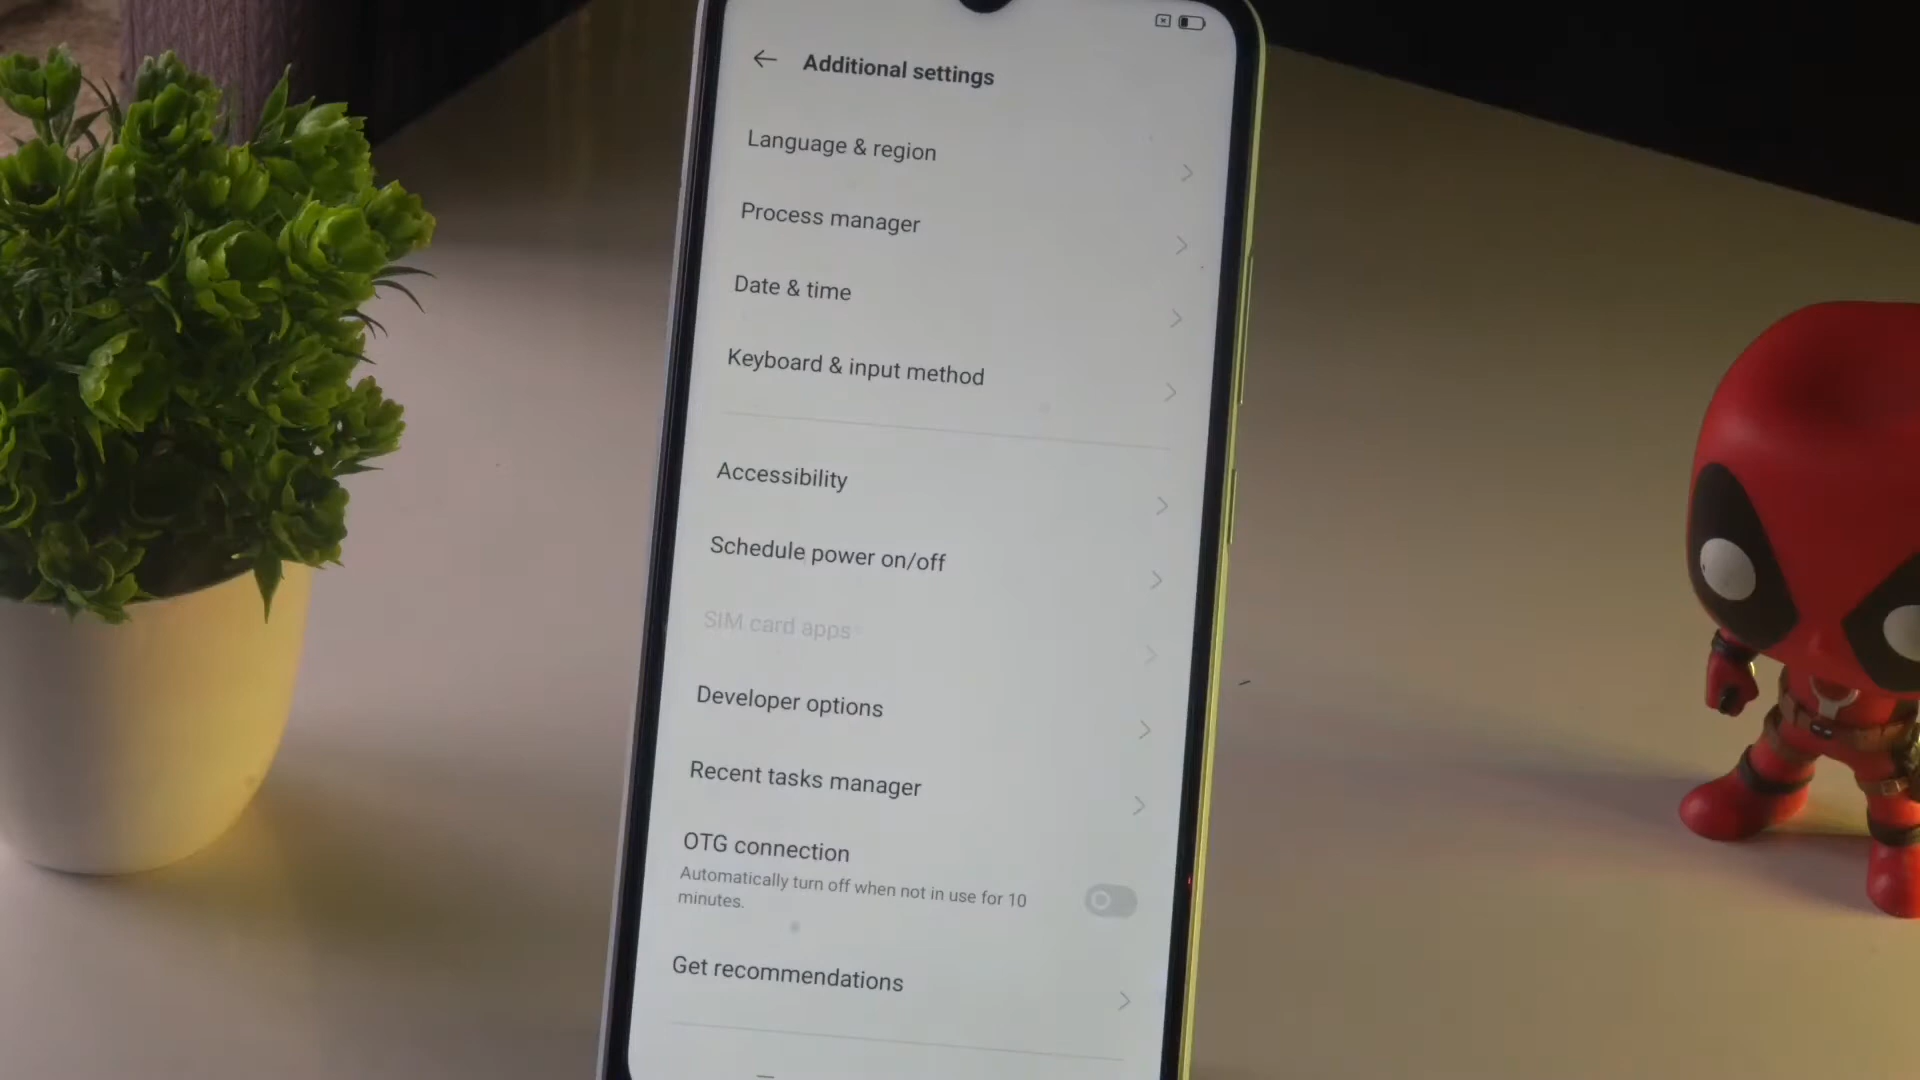 Additional settings
Language & region
Process manager
Date & time
Keyboard & input method
Accessibility
Schedule power on/off
SIM card apps
Developer options
Recent tasks manager
OTG connection
Automatically turn off when not in use for 10
minutes.
Get recommendations